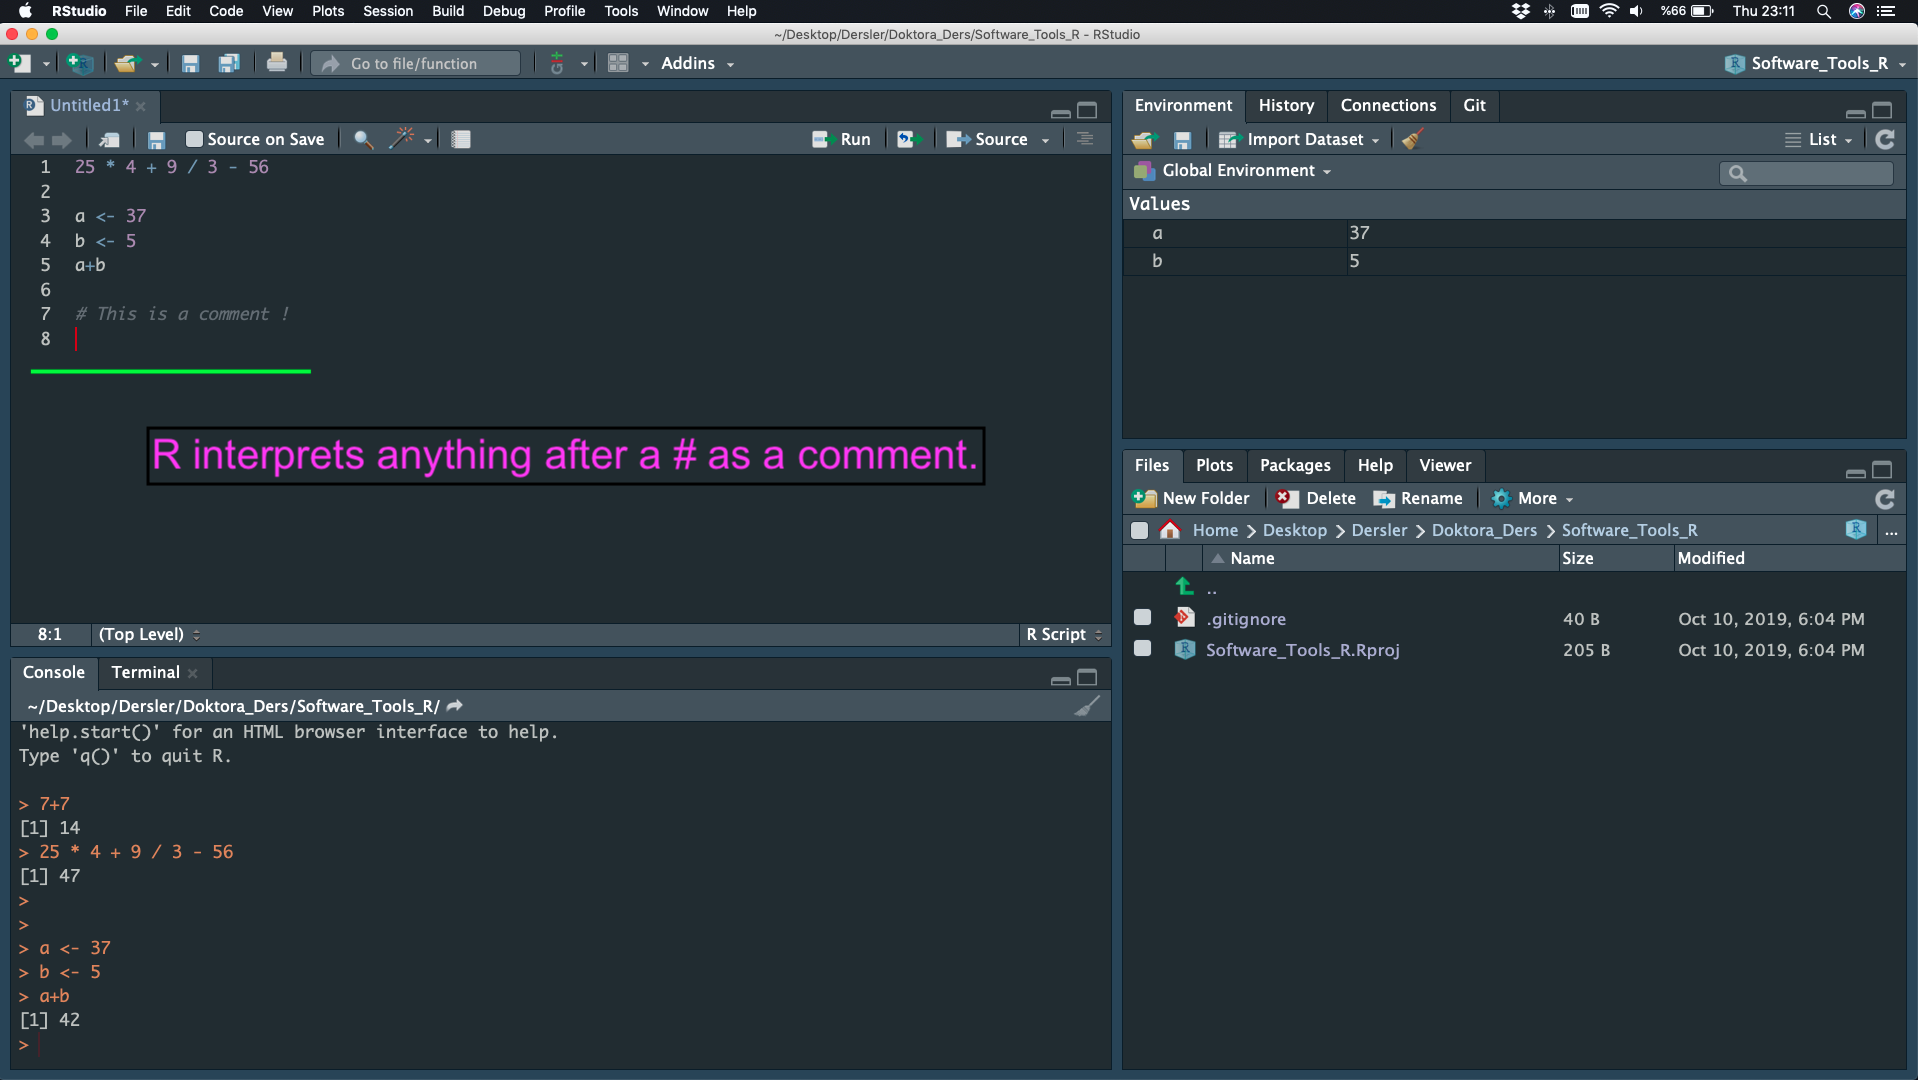 RStudio File Edit Code View Plots Session Build Debug Profile Tools Window Help %66 Thu 23:11
~/Desktop/Dersler/Doktora_Ders/Software_Tools_R - RStudio
Go to file/function Addins Software_Tools_R
Untitled1*
Source on Save Run Source
1 25 * 4 + 9 / 3 - 56
2
3 a <- 37
4 b <- 5
5 a+b
6
7 # This is a comment !
8
R interprets anything after a # as a comment.
8:1 (Top Level) R Script
Console Terminal
~/Desktop/Dersler/Doktora_Ders/Software_Tools_R/
'help.start()' for an HTML browser interface to help.
Type 'q()' to quit R.
> 7+7
[1] 14
> 25 * 4 + 9 / 3 - 56
[1] 47
>
>
> a <- 37
> b <- 5
> a+b
[1] 42
>
Environment History Connections Git
Import Dataset List
Global Environment
Values
a 37
b 5
Files Plots Packages Help Viewer
New Folder Delete Rename More
Home Desktop Dersler Doktora_Ders Software_Tools_R ...
Name Size Modified
..
.gitignore 40 B Oct 10, 2019, 6:04 PM
Software_Tools_R.Rproj 205 B Oct 10, 2019, 6:04 PM